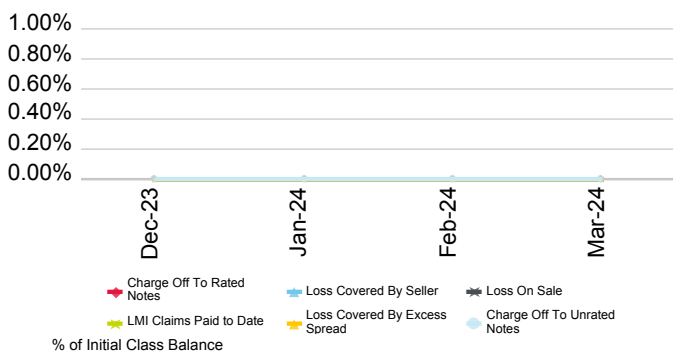 1.00%
0.80%
0.60%
0.40%
0.20%
0.00%
Dec-23
Jan-24
Feb-24
Mar-24
Charge Off To Rated
Notes
Loss Covered By Seller
Loss On Sale
LMI Claims Paid to Date
Loss Covered By Excess
Spread
Charge Off To Unrated
Notes
% of Initial Class Balance